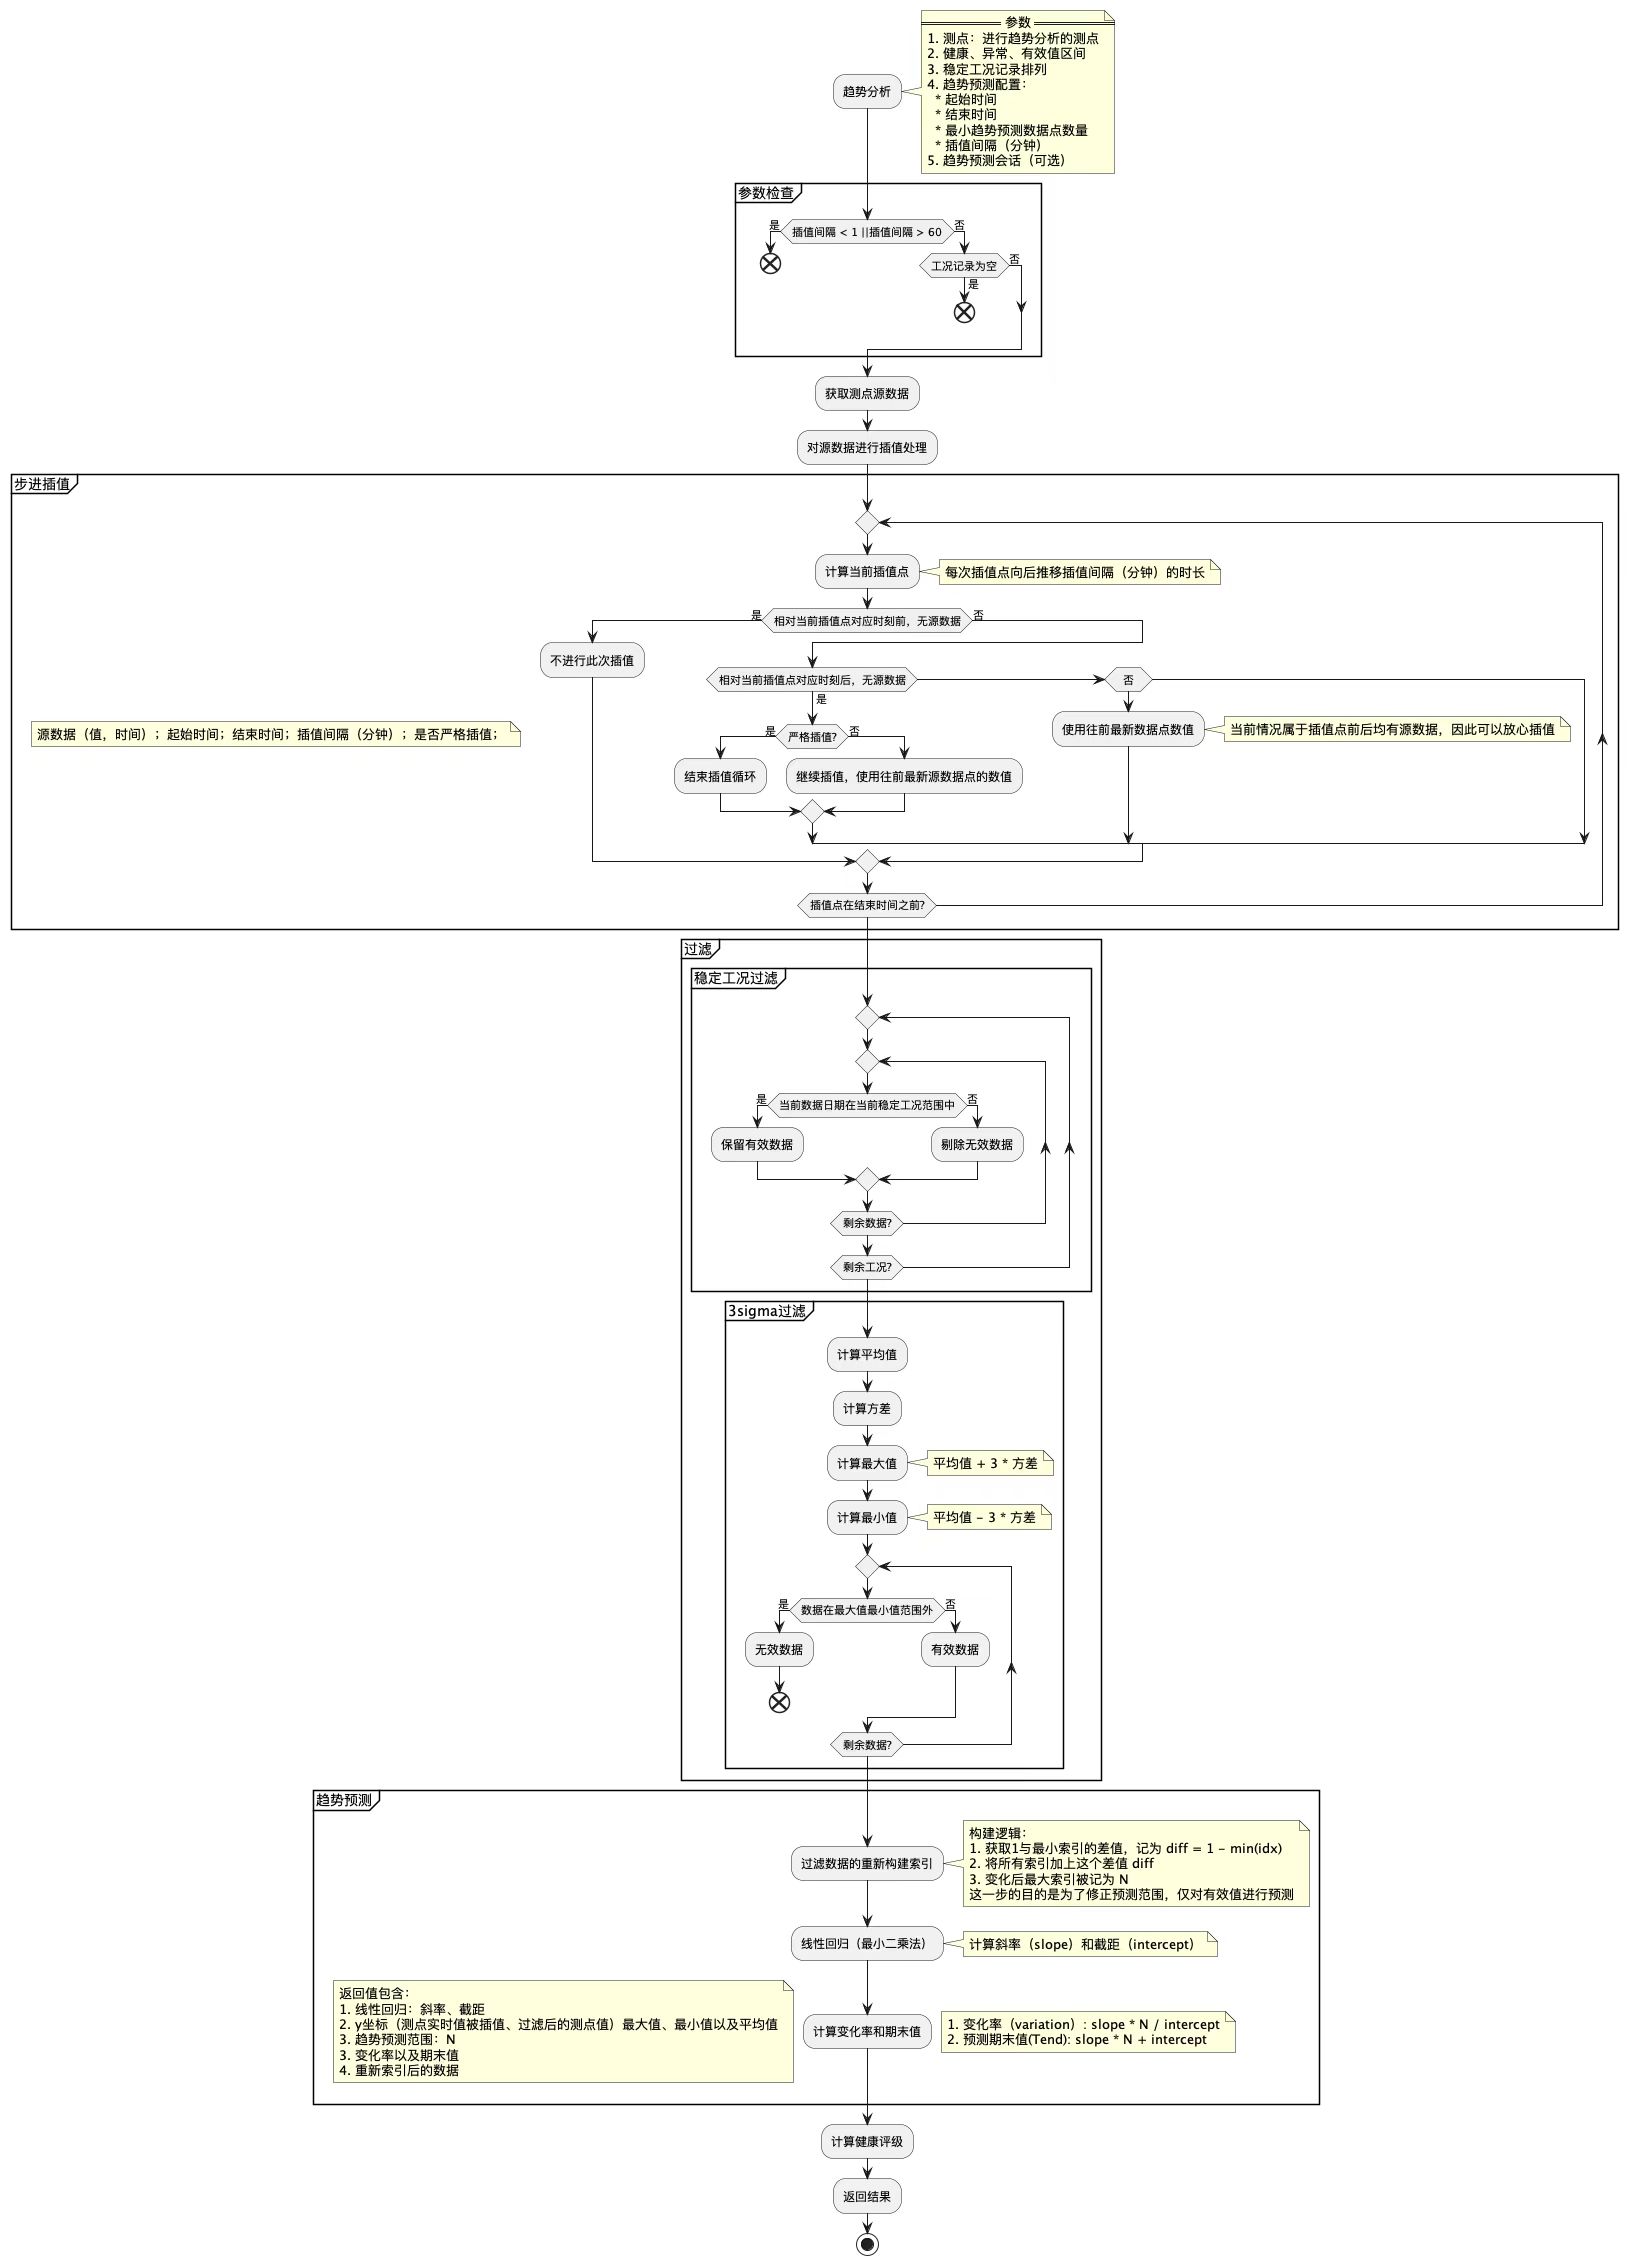 参数
1. 测点：进行趋势分析的测点
2. 健康、异常、有效值区间
3. 稳定工况记录排列
4. 趋势预测配置：
* 起始时间
* 结束时间
* 最小趋势预测数据点数量
* 插值间隔（分钟）
5. 趋势预测会话（可选）
趋势分析
参数检查
是
插值间隔 < 1 ||插值间隔 > 60
否
工况记录为空
否
是
获取测点源数据
对源数据进行插值处理
步进插值
计算当前插值点
每次插值点向后推移插值间隔（分钟）的时长
是
相对当前插值点对应时刻前，无源数据
否
不进行此次插值
相对当前插值点对应时刻后，无源数据
否
是
使用往前最新数据点数值
当前情况属于插值点前后均有源数据，因此可以放心插值
源数据（值，时间）；起始时间；结束时间；插值间隔（分钟）；是否严格插值；
是
严格插值?
否
结束插值循环
继续插值，使用往前最新源数据点的数值
插值点在结束时间之前?
过滤
稳定工况过滤
是
当前数据日期在当前稳定工况范围中
否
保留有效数据
剔除无效数据
剩余数据?
剩余工况?
3sigma过滤
计算平均值
计算方差
计算最大值
平均值 + 3 * 方差
计算最小值
平均值 – 3 * 方差
是
数据在最大值最小值范围外
否
无效数据
有效数据
剩余数据?
趋势预测
过滤数据的重新构建索引
构建逻辑：
1. 获取1与最小索引的差值，记为 diff = 1 – min(idx)
2. 将所有索引加上这个差值 diff
3. 变化后最大索引被记为 N
这一步的目的是为了修正预测范围，仅对有效值进行预测
线性回归（最小二乘法）
计算斜率（slope）和截距（intercept）
返回值包含：
1. 线性回归：斜率、截距
2. y坐标（测点实时值被插值、过滤后的测点值）最大值、最小值以及平均值
3. 趋势预测范围：N
3. 变化率以及期末值
4. 重新索引后的数据
计算变化率和期末值
1. 变化率（variation）: slope * N / intercept
2. 预测期末值(Tend): slope * N + intercept
计算健康评级
返回结果